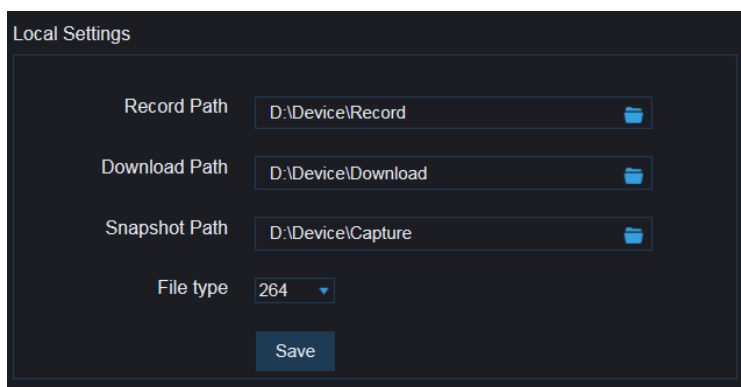 Local Settings
Record Path D:\Device\Record
Download Path D:\Device\Download
Snapshot Path D:\Device\Capture
File type 264
Save